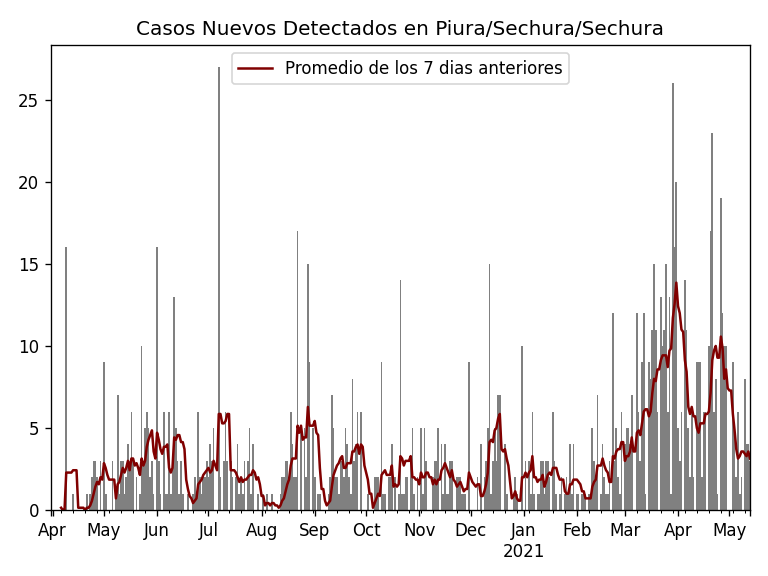 Casos Nuevos Detectados en Piura/Sechura/Sechura
Promedio de los 7 dias anteriores
25
20
15
10
5
0
Apr May Jun Jul Aug Sep Oct Nov Dec Jan Feb Mar Apr May
2021